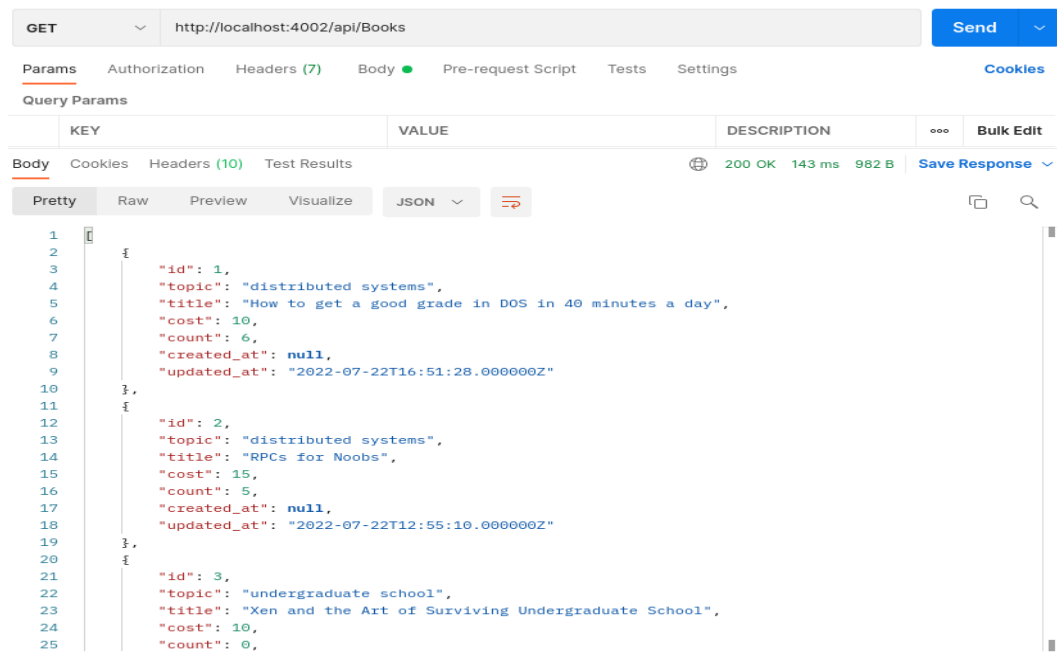 GET http://localhost:4002/api/Books Send
Params Authorization Headers (7) Body Pre-request Script Tests Settings Cookies
Query Params
KEY VALUE DESCRIPTION ooo Bulk Edit
Body Cookies Headers (10) Test Results 200 OK 143 ms 982 B Save Response
Pretty Raw Preview Visualize JSON
1 [
2 {
3 "id": 1,
4 "topic": "distributed systems",
5 "title": "How to get a good grade in DOS in 40 minutes a day",
6 "cost": 10,
7 "count": 6,
8 "created_at": null,
9 "updated_at": "2022-07-22T16:51:28.000000Z"
10 },
11 {
12 "id": 2,
13 "topic": "distributed systems",
14 "title": "RPCs for Noobs",
15 "cost": 15,
16 "count": 5,
17 "created_at": null,
18 "updated_at": "2022-07-22T12:55:10.000000Z"
19 },
20 {
21 "id": 3,
22 "topic": "undergraduate school",
23 "title": "Xen and the Art of Surviving Undergraduate School",
24 "cost": 10,
25 "count": 0,